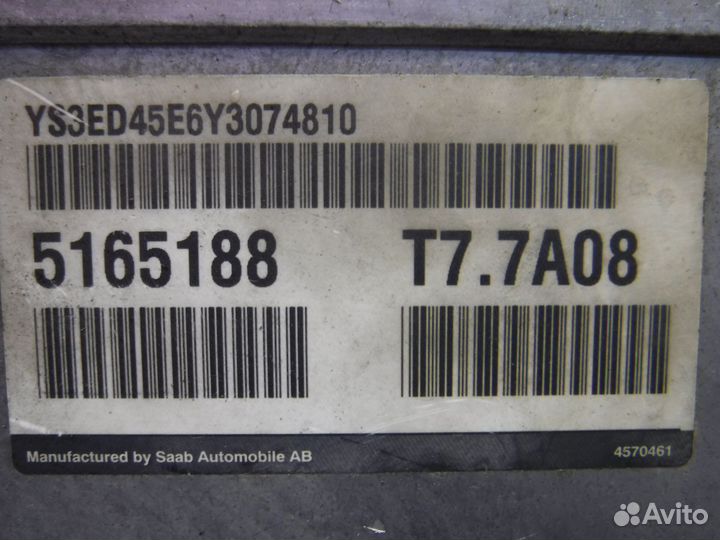 YS3ED45E6Y3074810
5165188 T7.7A08
Manufactured by Saab Automobile AB 4570461
Avito